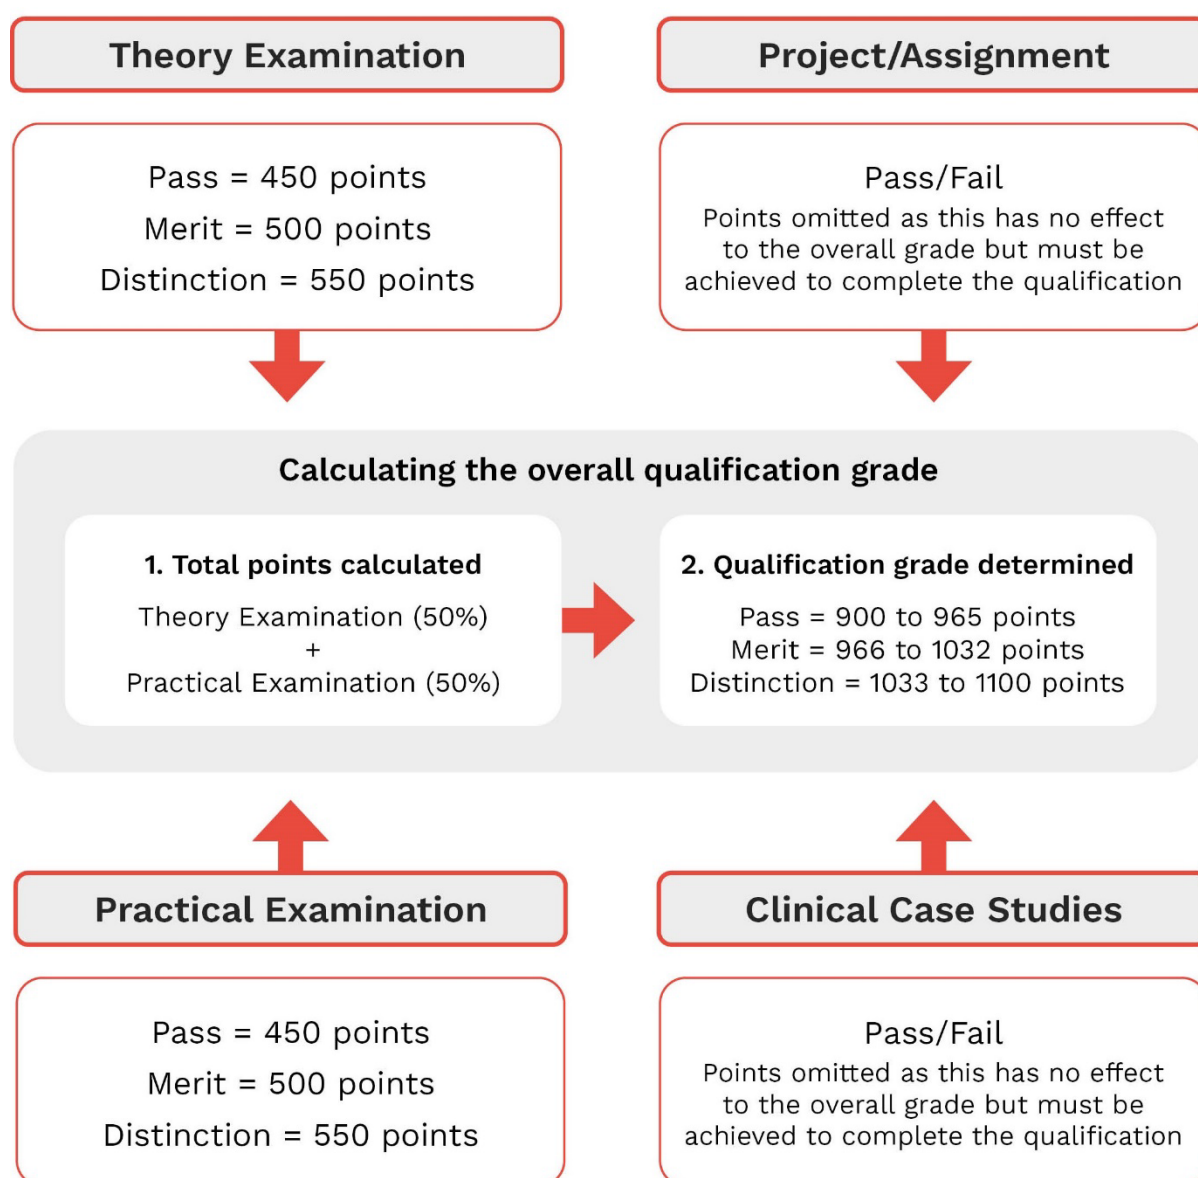 Theory Examination
Pass = 450 points
Merit = 500 points
Distinction = 550 points
Project/Assignment
Pass/Fail
Points omitted as this has no effect
to the overall grade but must be
achieved to complete the qualification
Calculating the overall qualification grade
1. Total points calculated
Theory Examination (50%)
+
Practical Examination (50%)
2. Qualification grade determined
Pass = 900 to 965 points
Merit = 966 to 1032 points
Distinction = 1033 to 1100 points
Practical Examination
Pass = 450 points
Merit = 500 points
Distinction = 550 points
Clinical Case Studies
Pass/Fail
Points omitted as this has no effect
to the overall grade but must be
achieved to complete the qualification